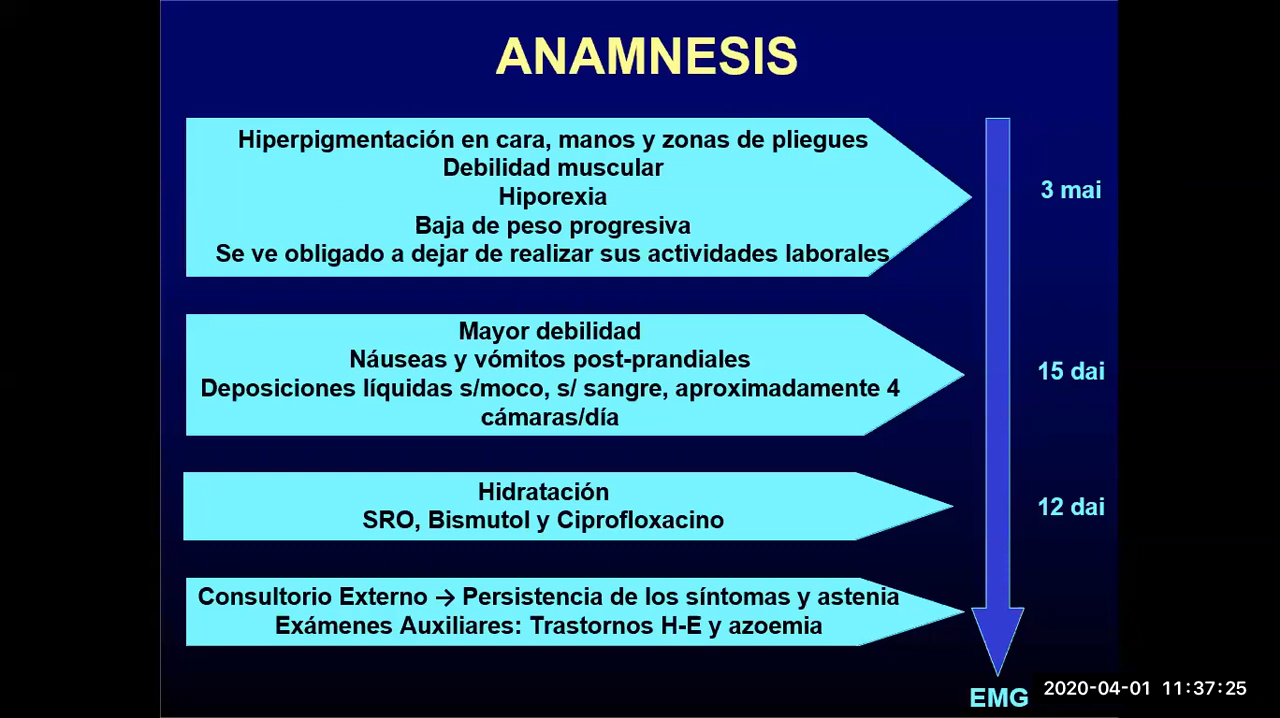 ANAMNESIS
Hiperpigmentación en cara, manos y zonas de pliegues
Debilidad muscular
Hiporexia
Baja de peso progresiva
Se ve obligado a dejar de realizar sus actividades laborales
3 mai
Mayor debilidad
Náuseas y vómitos post-prandiales
Deposiciones líquidas s/moco, s/ sangre, aproximadamente 4
cámaras/día
15 dai
Hidratación
SRO, Bismutol y Ciprofloxacino
12 dai
Consultorio Externo → Persistencia de los síntomas y astenia
Exámenes Auxiliares: Trastornos H-E y azoemia
EMG
2020-04-01 11:37:25